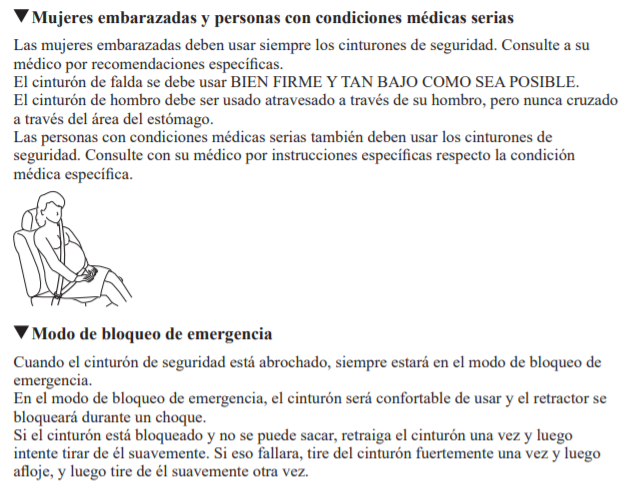 ▼Mujeres embarazadas y personas con condiciones médicas serias
Las mujeres embarazadas deben usar siempre los cinturones de seguridad. Consulte a su
médico por recomendaciones específicas.
El cinturón de falda se debe usar BIEN FIRME Y TAN BAJO COMO SEA POSIBLE.
El cinturón de hombro debe ser usado atravesado a través de su hombro, pero nunca cruzado
a través del área del estómago.
Las personas con condiciones médicas serias también deben usar los cinturones de
seguridad. Consulte con su médico por instrucciones específicas respecto la condición
médica específica.
▼Modo de bloqueo de emergencia
Cuando el cinturón de seguridad está abrochado, siempre estará en el modo de bloqueo de
emergencia.
En el modo de bloqueo de emergencia, el cinturón será confortable de usar y el retractor se
bloqueará durante un choque.
Si el cinturón está bloqueado y no se puede sacar, retraiga el cinturón una vez y luego
intente tirar de él suavemente. Si eso fallara, tire del cinturón fuertemente una vez y luego
afloje, y luego tire de él suavemente otra vez.